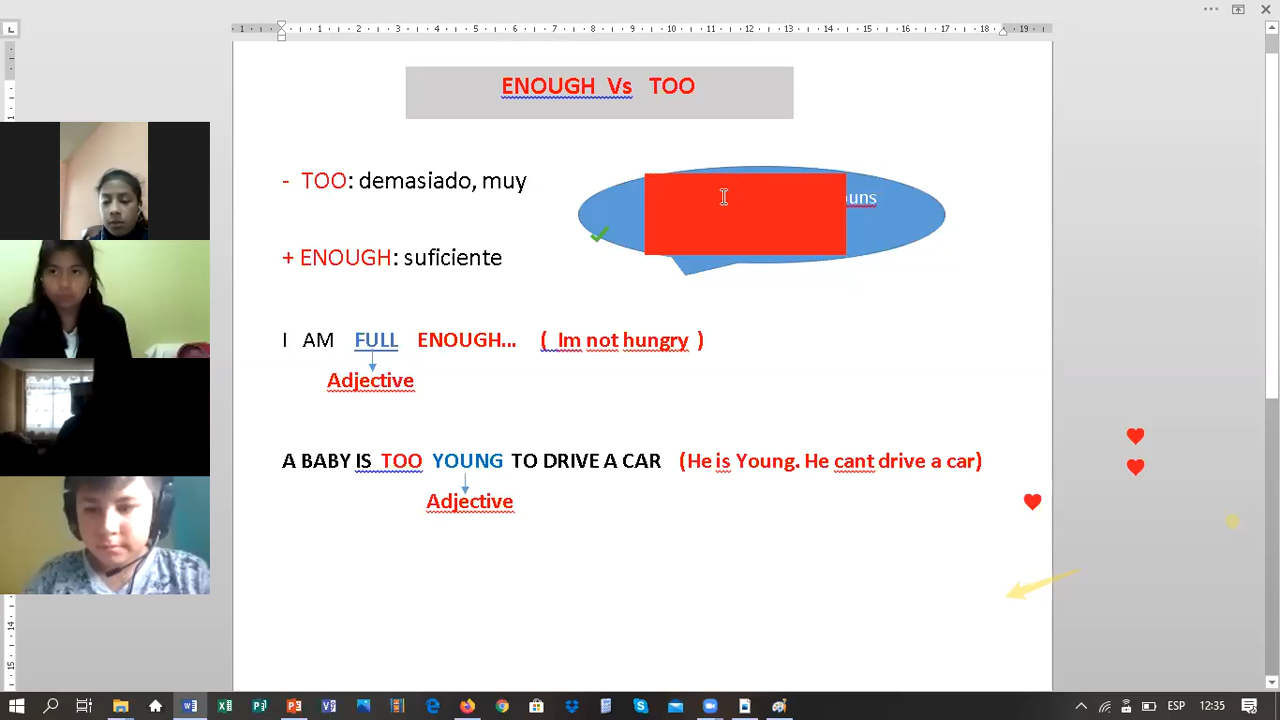 ENOUGH Vs TOO
- TOO: demasiado, muy
+ ENOUGH: suficiente
I AM FULL ENOUGH... ( Im not hungry )
Adjective
A BABY IS TOO YOUNG TO DRIVE A CAR (He is Young. He cant drive a car)
Adjective
ESP 12:35